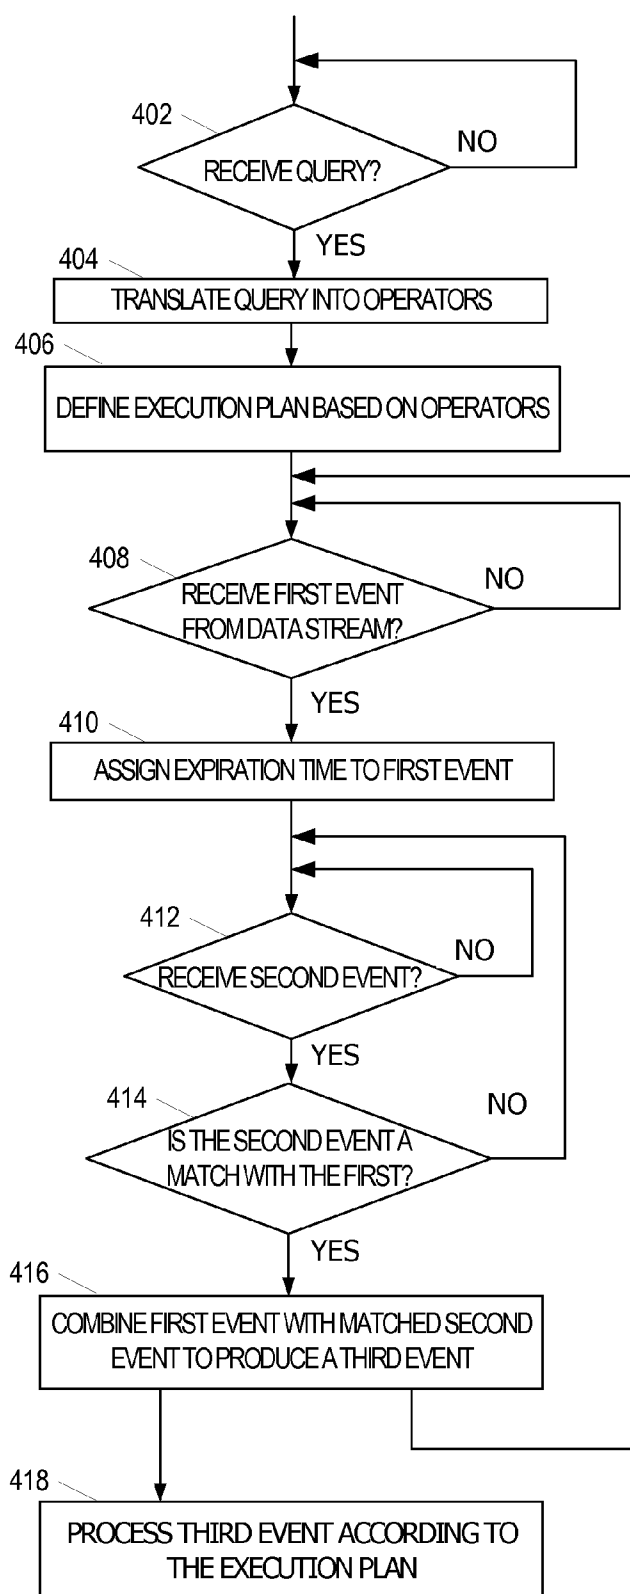 402
NO
RECEIVE QUERY?
YES
404
TRANSLATE QUERY INTO OPERATORS
406
DEFINE EXECUTION PLAN BASED ON OPERATORS
408
NO
RECEIVE FIRST EVENT
FROM DATA STREAM?
YES
410
ASSIGN EXPIRATION TIME TO FIRST EVENT
412
NO
RECEIVE SECOND EVENT?
YES
414
NO
IS THE SECOND EVENT A
MATCH WITH THE FIRST?
YES
416
COMBINE FIRST EVENT WITH MATCHED SECOND
EVENT TO PRODUCE A THIRD EVENT
418
PROCESS THIRD EVENT ACCORDING TO
THE EXECUTION PLAN